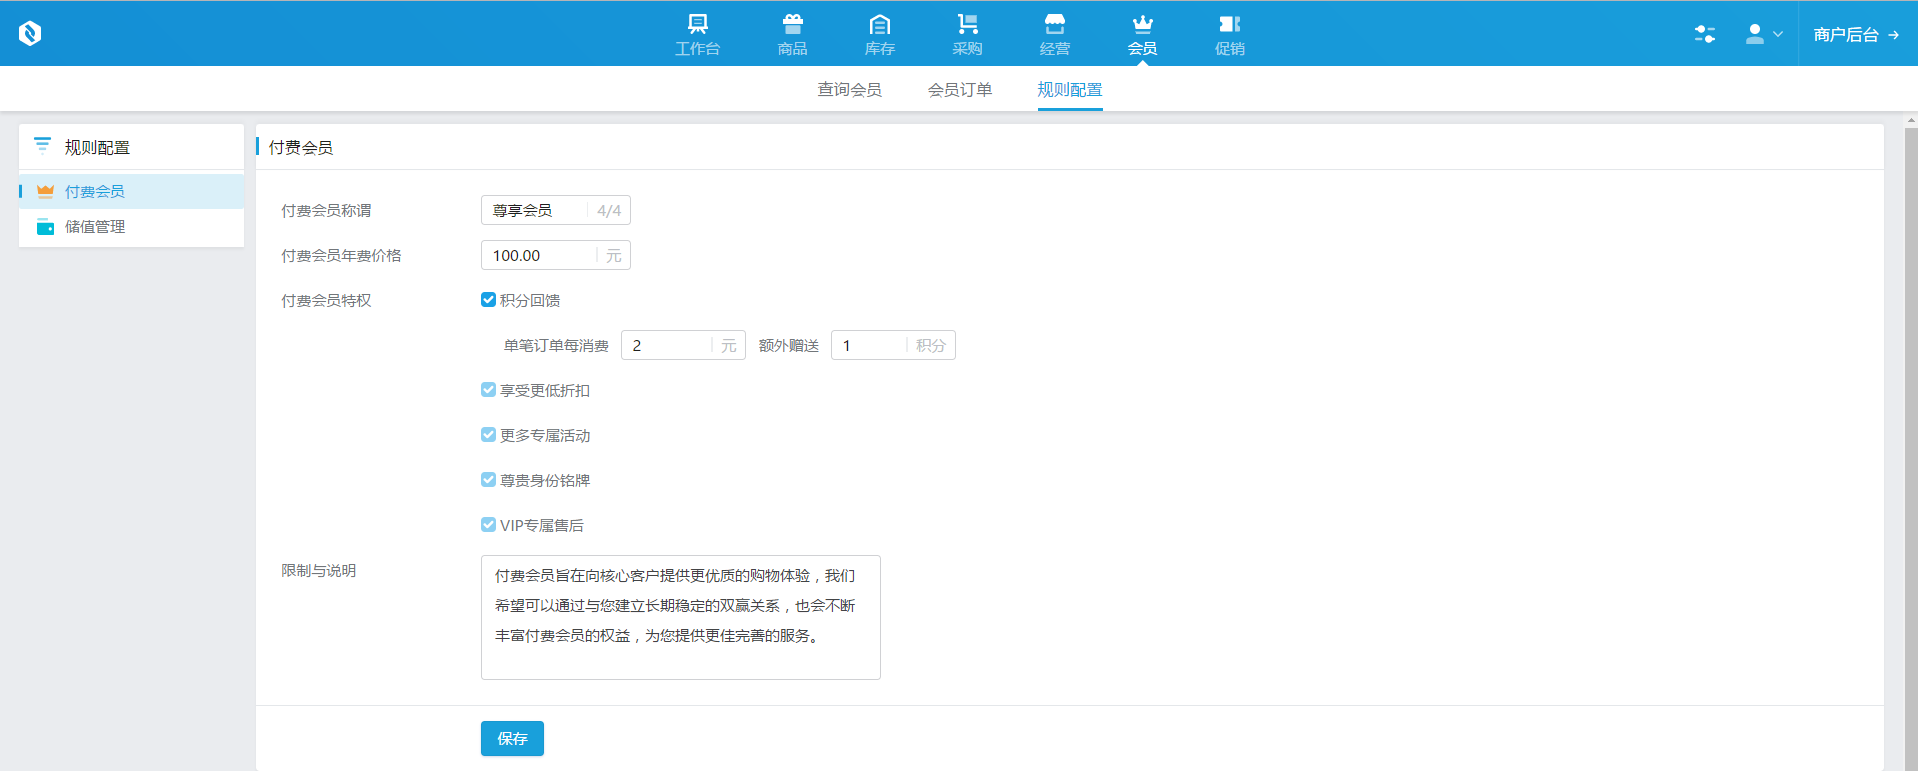 工作台 商品 库存 采购 经营 会员 促销 商户后台
查询会员 会员订单 规则配置
规则配置
付费会员
储值管理
付费会员
付费会员称谓 尊享会员 4/4
付费会员年费价格 100.00 元
付费会员特权 积分回馈
单笔订单每消费 2 元 额外赠送 1 积分
享受更低折扣
更多专属活动
尊贵身份铭牌
VIP专属售后
限制与说明
付费会员旨在向核心客户提供更优质的购物体验，我们
希望可以通过与您建立长期稳定的双赢关系，也会不断
丰富付费会员的权益，为您提供更佳完善的服务。
保存